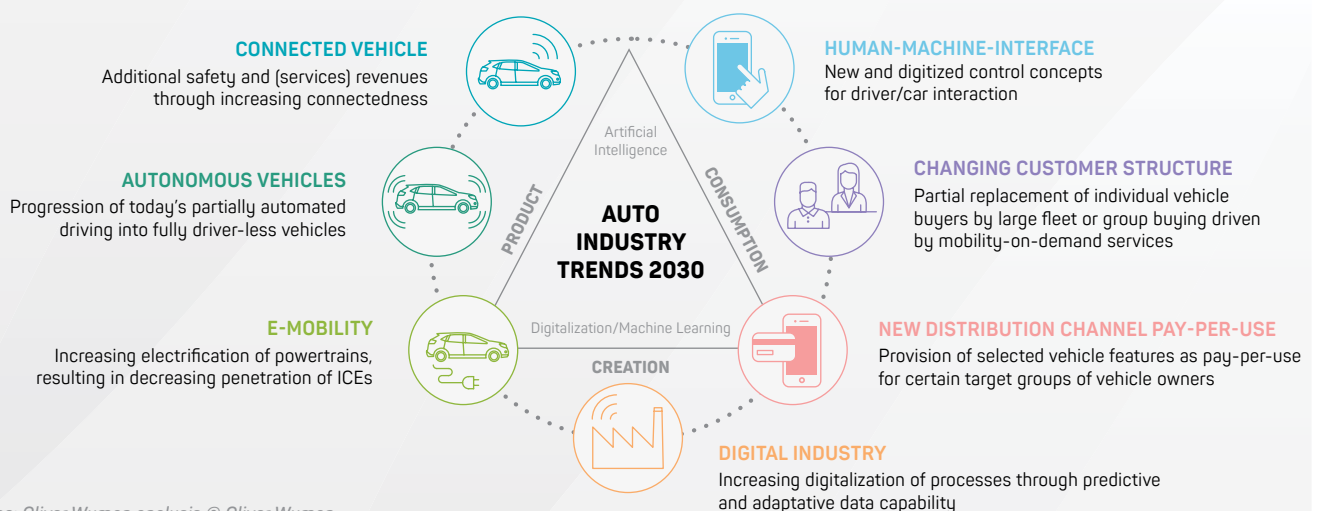 CONNECTED VEHICLE
Additional safety and (services) revenues
through increasing connectedness
HUMAN-MACHINE-INTERFACE
New and digitized control concepts
for driver/car interaction
AUTONOMOUS VEHICLES
Progression of today's partially automated
driving into fully driver-less vehicles
CHANGING CUSTOMER STRUCTURE
Partial replacement of individual vehicle
buyers by large fleet or group buying driven
by mobility-on-demand services
E-MOBILITY
Increasing electrification of powertrains,
resulting in decreasing penetration of ICEs
NEW DISTRIBUTION CHANNEL PAY-PER-USE
Provision of selected vehicle features as pay-per-use
for certain target groups of vehicle owners
DIGITAL INDUSTRY
Increasing digitalization of processes through predictive
and adaptative data capability
Artificial
Intelligence
PRODUCT
CONSUMPTION
AUTO
INDUSTRY
TRENDS 2030
Digitalization/Machine Learning
CREATION
Oliver Wyman analysis © Oliver Wyman